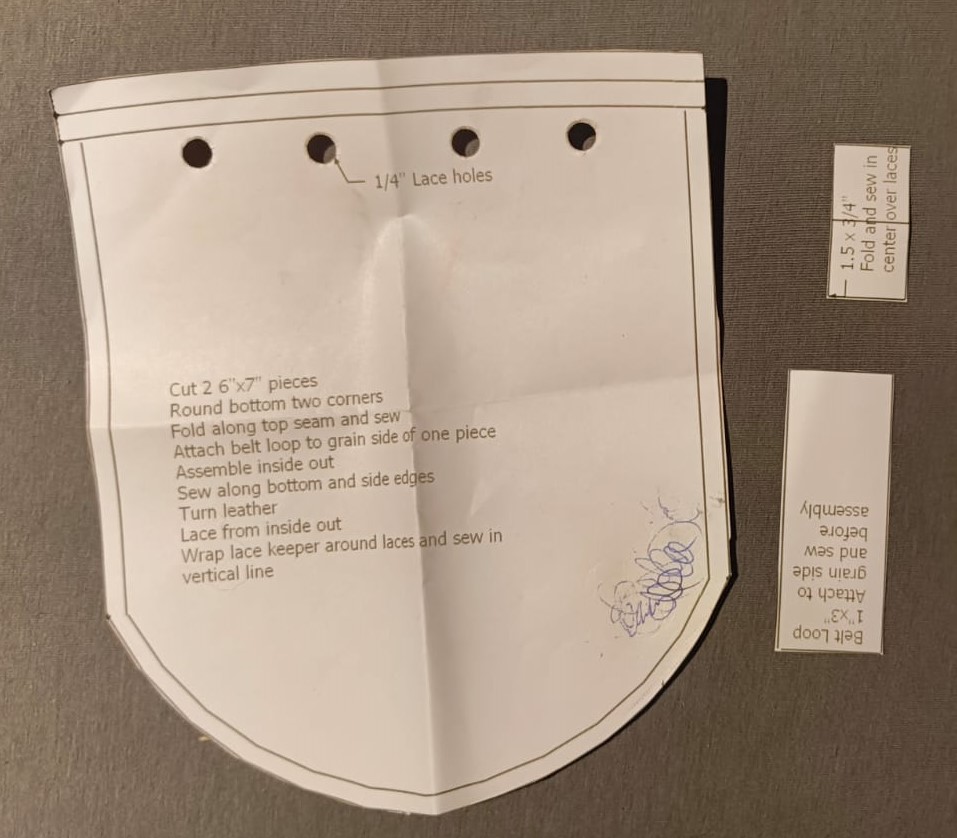 1/4" Lace holes
Cut 2 6"x7" pieces
Round bottom two corners
Fold along top seam and sew
Attach belt loop to grain side of one piece
Assemble inside out
Sew along bottom and side edges
Turn leather
Lace from inside out
Wrap lace keeper around laces and sew in
vertical line
1.5 x 3/4"
Fold and sew in
center over laces
Belt Loop
1"x3"
Attach to
grain side
and sew
before
assembly